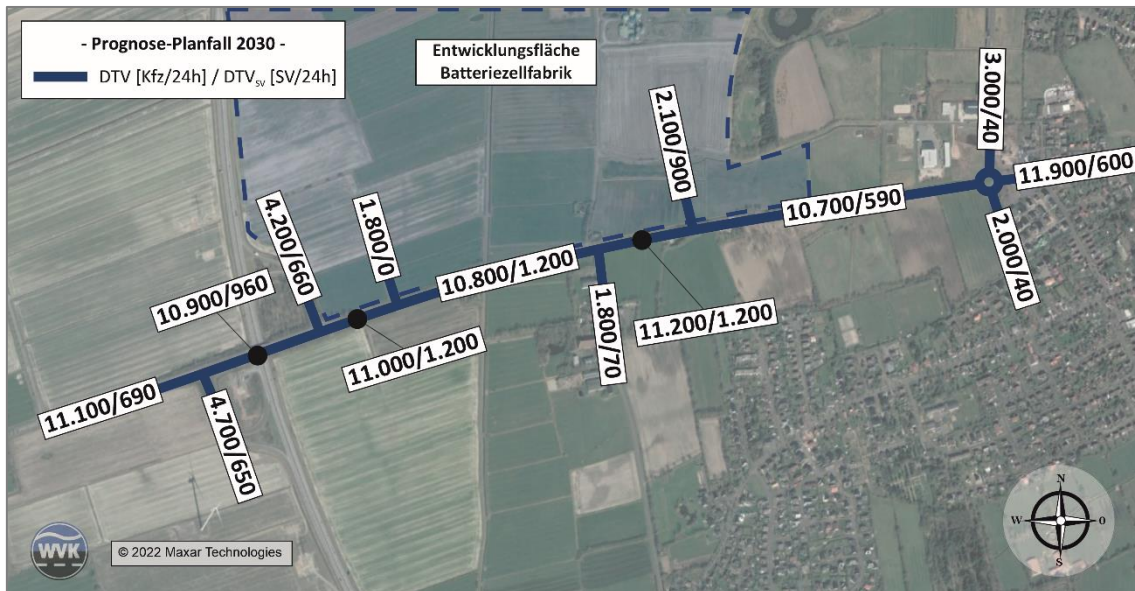 - Prognose-Planfall 2030 -
DTV [Kfz/24h] / DTVSV [SV/24h]
Entwicklungsfläche
Batteriezellfabrik
3.000/40
2.100/900
11.900/600
10.700/590
4.200/660
1.800/0
10.800/1.200
2.000/40
10.900/960
11.200/1.200
11.000/1.200
1.800/70
11.100/690
4.700/650
N
W
O
S
WVK
© 2022 Maxar Technologies